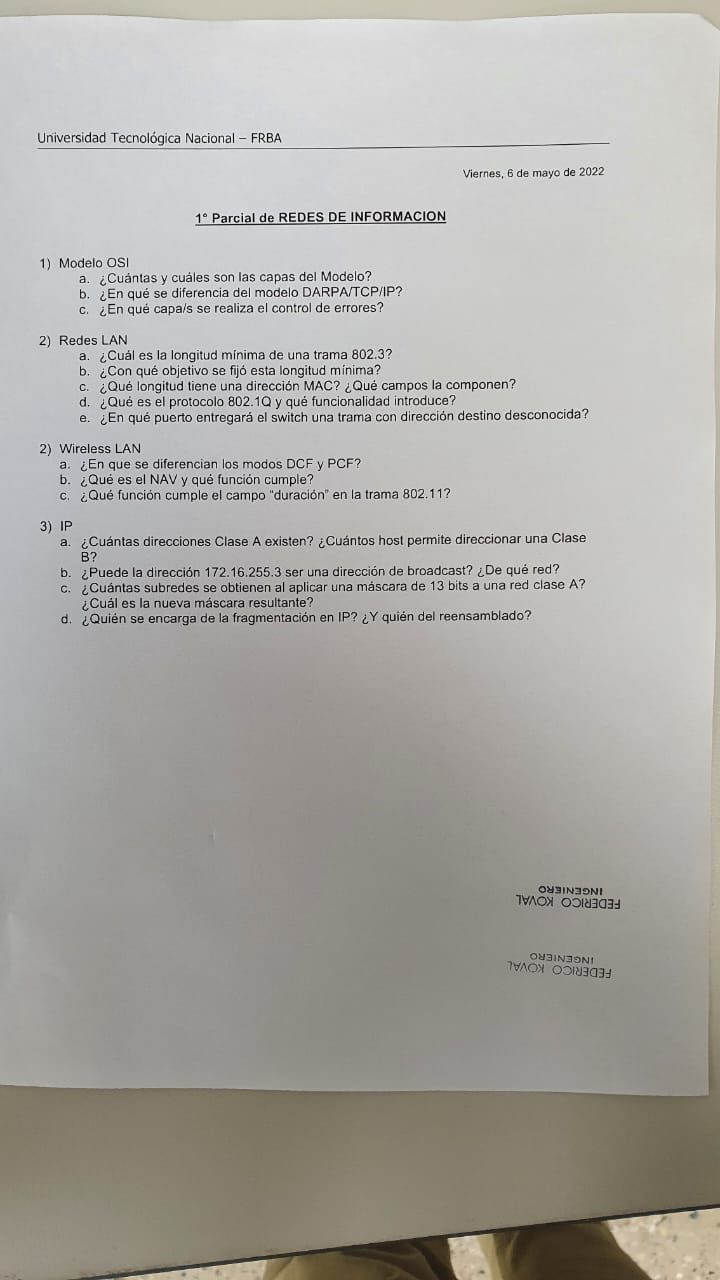 Universidad Tecnológica Nacional – FRBA
Viernes, 6 de mayo de 2022
1° Parcial de REDES DE INFORMACION
1) Modelo OSI
a. ¿Cuántas y cuáles son las capas del Modelo?
b. ¿En qué se diferencia del modelo DARPA/TCP/IP?
c. ¿En qué capa/s se realiza el control de errores?
2) Redes LAN
a. ¿Cuál es la longitud mínima de una trama 802.3?
b. ¿Con qué objetivo se fijó esta longitud mínima?
c. ¿Qué longitud tiene una dirección MAC? ¿Qué campos la componen?
d. ¿Qué es el protocolo 802.1Q y qué funcionalidad introduce?
e. ¿En qué puerto entregará el switch una trama con dirección destino desconocida?
2) Wireless LAN
a. ¿En que se diferencian los modos DCF y PCF?
b. ¿Qué es el NAV y qué función cumple?
c. ¿Qué función cumple el campo "duración" en la trama 802.11?
3) IP
a. ¿Cuántas direcciones Clase A existen? ¿Cuántos host permite direccionar una Clase
B?
b. ¿Puede la dirección 172.16.255.3 ser una dirección de broadcast? ¿De qué red?
c. ¿Cuántas subredes se obtienen al aplicar una máscara de 13 bits a una red clase A?
¿Cuál es la nueva máscara resultante?
d. ¿Quién se encarga de la fragmentación en IP? ¿Y quién del reensamblado?
FEDERICO KOVAL
INGENIERO
FEDERICO KOVAL
INGENIERO